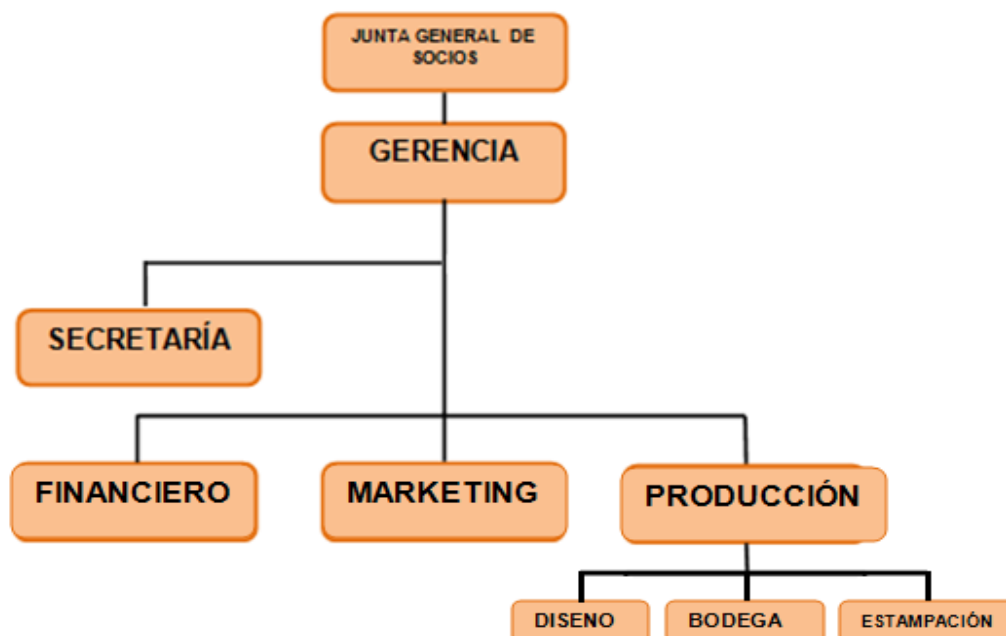 JUNTA GENERAL DE
SOCIOS
GERENCIA
SECRETARÍA
FINANCIERO
MARKETING
PRODUCCIÓN
DISENO
BODEGA
ESTAMPACIÓN